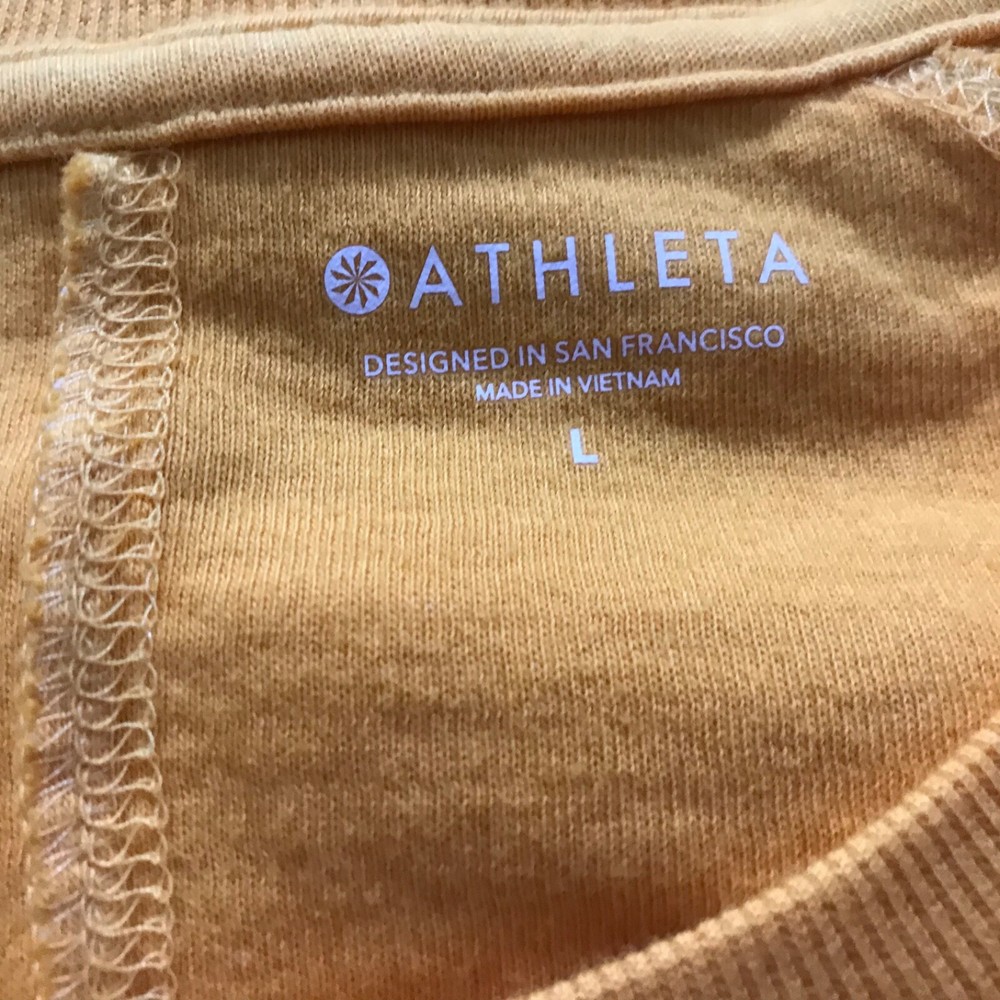 ATHLETA
DESIGNED IN SAN FRANCISCO
MADE IN VIETNAM
L